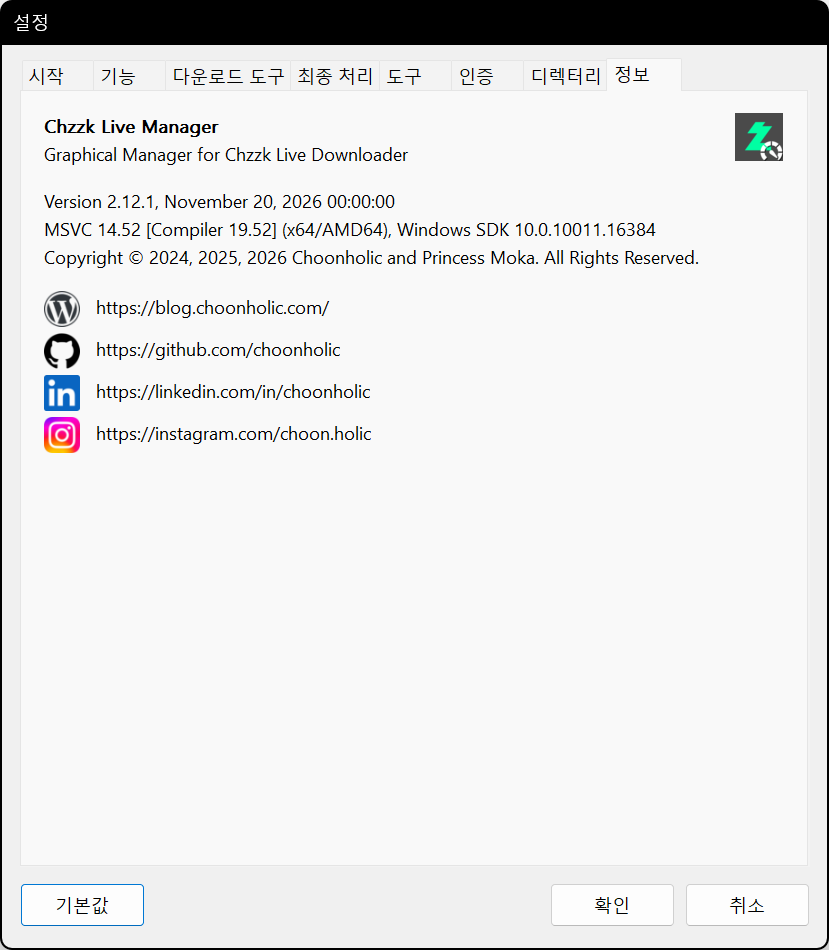 설정
시작 기능 다운로드 도구 최종 처리 도구 인증 디렉터리 정보
Chzzk Live Manager
Graphical Manager for Chzzk Live Downloader
Version 2.12.1, November 20, 2026 00:00:00
MSVC 14.52 [Compiler 19.52] (x64/AMD64), Windows SDK 10.0.10011.16384
Copyright © 2024, 2025, 2026 Choonholic and Princess Moka. All Rights Reserved.
https://blog.choonholic.com/
https://github.com/choonholic
https://linkedin.com/in/choonholic
https://instagram.com/choon.holic
기본값 확인 취소